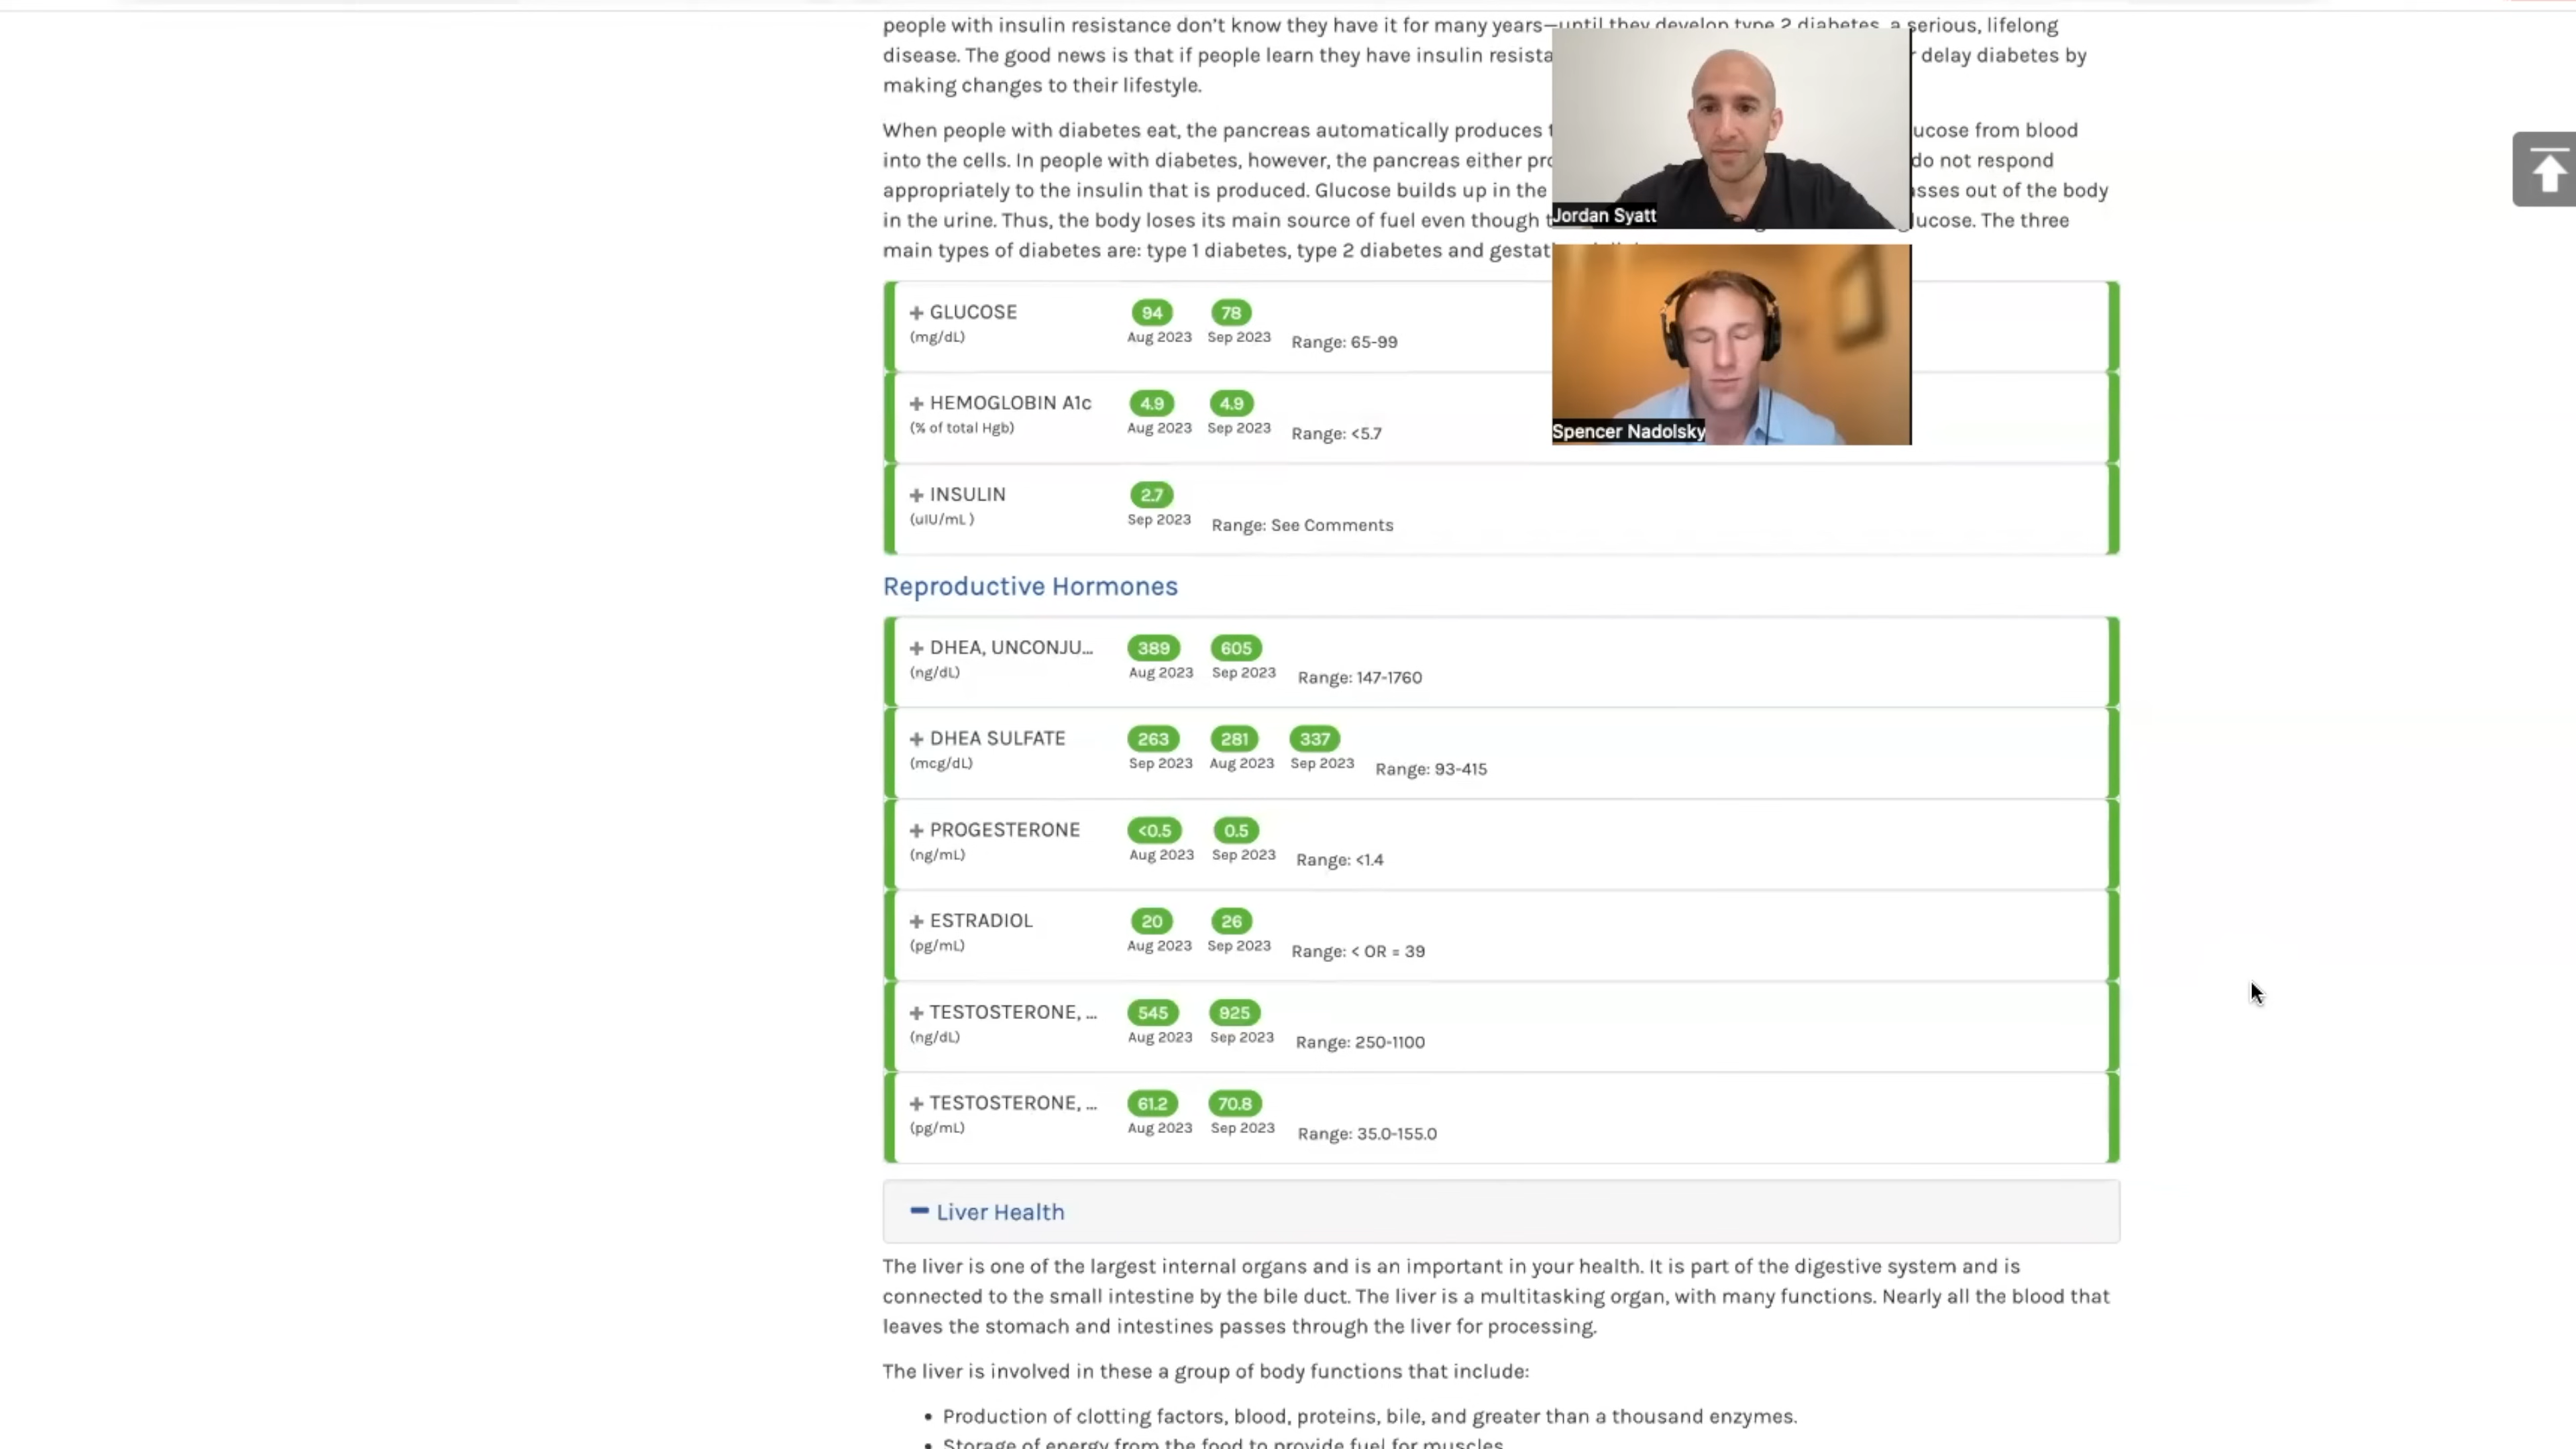 people with insulin resistance don't know they have it for many years—until they develop type 2 diabetes, a serious, lifelong
disease. The good news is that if people learn they have insulin resista
delay diabetes by
making changes to their lifestyle.
When people with diabetes eat, the pancreas automatically produces
ucose from blood
into the cells. In people with diabetes, however, the pancreas either pro
do not respond
appropriately to the insulin that is produced. Glucose builds up in the
asses out of the body
in the urine. Thus, the body loses its main source of fuel even though
lucose. The three
main types of diabetes are: type 1 diabetes, type 2 diabetes and gestat
Jordan Syatt
Spencer Nadolsky
+ GLUCOSE 94 78
(mg/dL) Aug 2023 Sep 2023 Range: 65-99
+ HEMOGLOBIN A1c 4.9 4.9
(% of total Hgb) Aug 2023 Sep 2023 Range: <5.7
+ INSULIN 2.7
(uIU/mL ) Sep 2023 Range: See Comments
Reproductive Hormones
+ DHEA, UNCONJU... 389 605
(ng/dL) Aug 2023 Sep 2023 Range: 147-1760
+ DHEA SULFATE 263 281 337
(mcg/dL) Sep 2023 Aug 2023 Sep 2023 Range: 93-415
+ PROGESTERONE <0.5 0.5
(ng/mL) Aug 2023 Sep 2023 Range: <1.4
+ ESTRADIOL 20 26
(pg/mL) Aug 2023 Sep 2023 Range: < OR = 39
+ TESTOSTERONE, ... 545 925
(ng/dL) Aug 2023 Sep 2023 Range: 250-1100
+ TESTOSTERONE, ... 61.2 70.8
(pg/mL) Aug 2023 Sep 2023 Range: 35.0-155.0
Liver Health
The liver is one of the largest internal organs and is an important in your health. It is part of the digestive system and is
connected to the small intestine by the bile duct. The liver is a multitasking organ, with many functions. Nearly all the blood that
leaves the stomach and intestines passes through the liver for processing.
The liver is involved in these a group of body functions that include:
• Production of clotting factors, blood, proteins, bile, and greater than a thousand enzymes.
• Storage of energy from the food to provide fuel for muscles